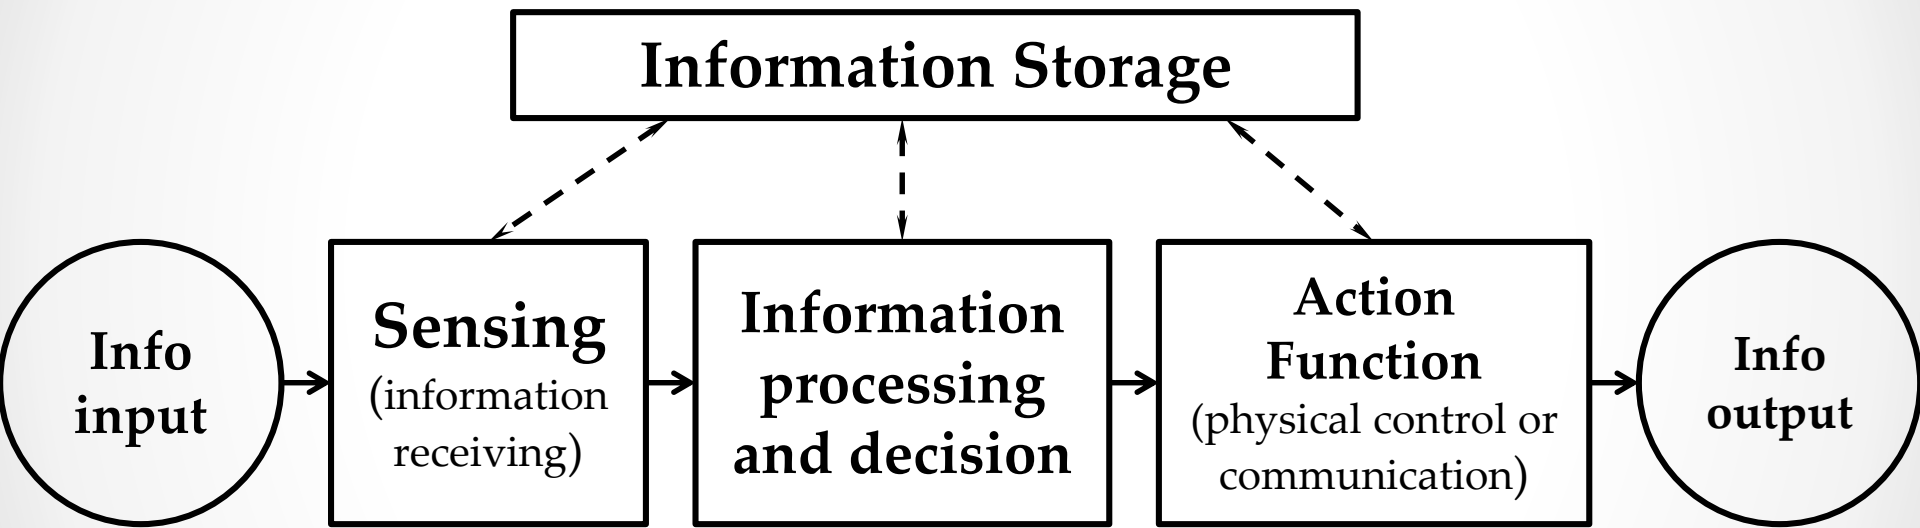 Information Storage
Info
input
Sensing
(information
receiving)
Information
processing
and decision
Action
Function
(physical control or
communication)
Info
output